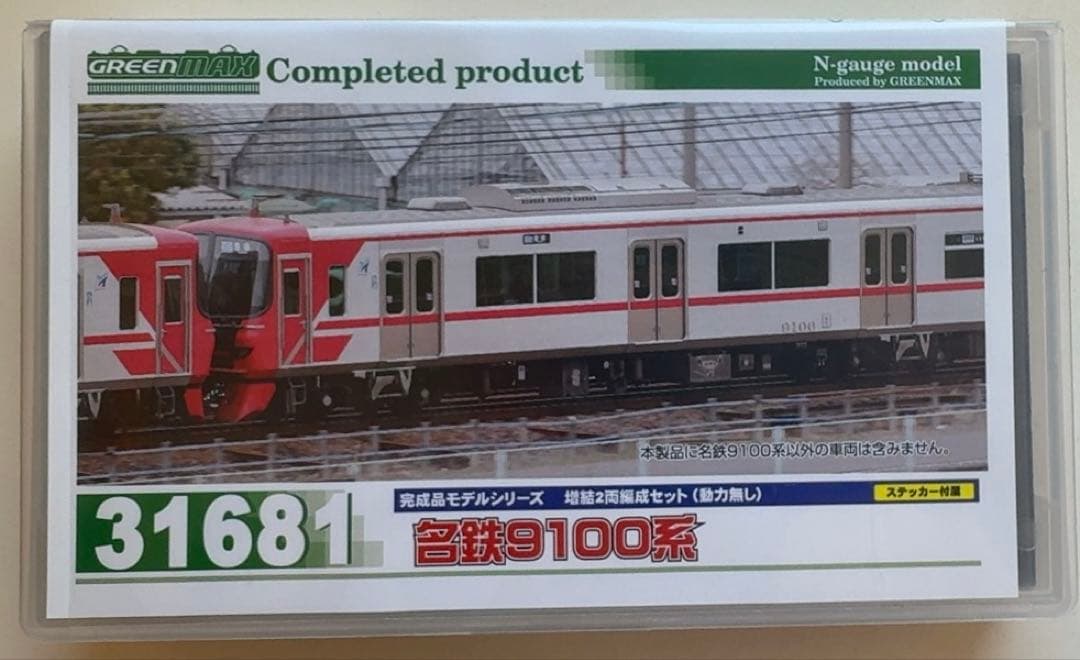 GREENMAX Completed product
N-gauge model
Produced by GREENMAX
9100
本製品に名鉄9100系以外の車両は含みません。
31681
完成品モデルシリーズ 増結2両編成セット(動力無し)
ステッカー付属
名鉄9100系